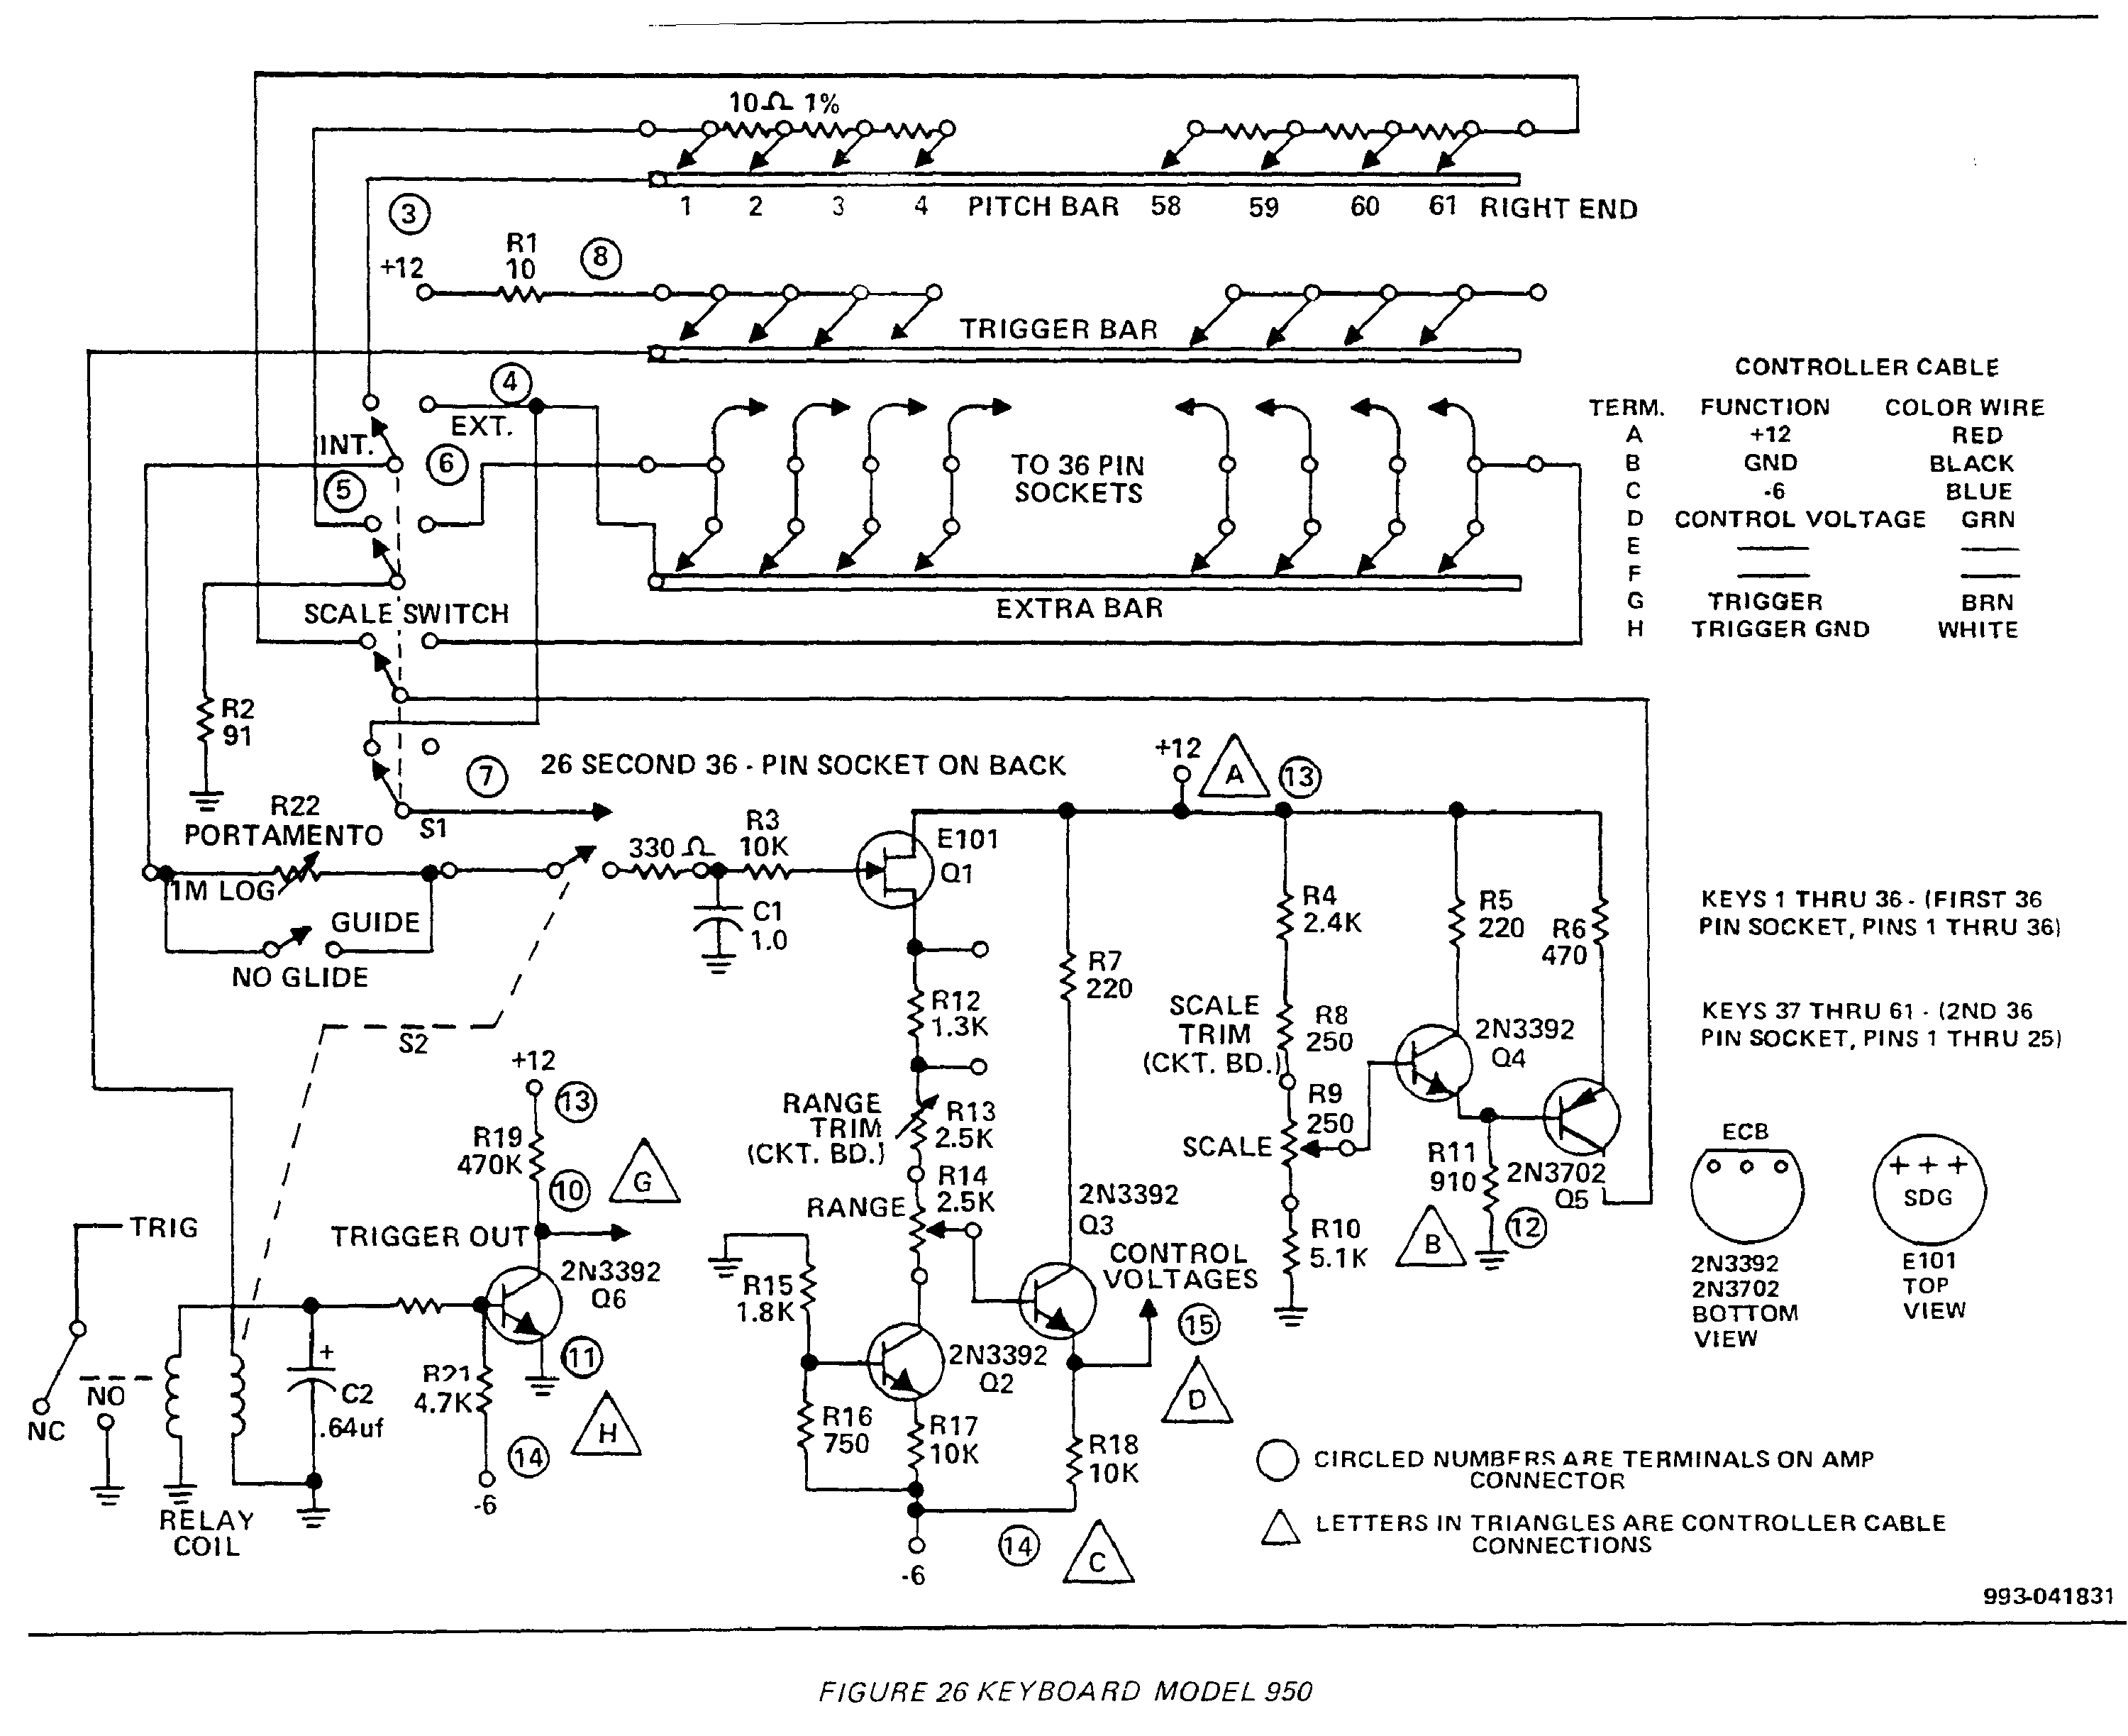 10Ω 1%
1 2 3 4 PITCH BAR 58 59 60 61 RIGHT END
3
R1
10
8
+12
TRIGGER BAR
4
EXT.
INT.
6
5
TO 36 PIN
SOCKETS
EXTRA BAR
SCALE SWITCH
CONTROLLER CABLE
TERM. FUNCTION COLOR WIRE
A +12 RED
B GND BLACK
C -6 BLUE
D CONTROL VOLTAGE GRN
E
F
G TRIGGER BRN
H TRIGGER GND WHITE
R2
91
7
26 SECOND 36 - PIN SOCKET ON BACK
S1
R22
PORTAMENTO
1M LOG
GUIDE
NO GLIDE
330 Ω
R3
10K
C1
1.0
E101
Q1
+12
A
13
R4
2.4K
R5
220
R6
470
R7
220
R12
1.3K
SCALE
TRIM
(CKT. BD.)
R8
250
R9
250
SCALE
2N3392
Q4
R11
910
2N3702
Q5
12
B
R10
5.1K
KEYS 1 THRU 36 - (FIRST 36
PIN SOCKET, PINS 1 THRU 36)
KEYS 37 THRU 61 - (2ND 36
PIN SOCKET, PINS 1 THRU 25)
S2
+12
13
R19
470K
10
G
TRIGGER OUT
2N3392
Q6
11
H
RANGE
TRIM
(CKT. BD.)
R13
2.5K
R14
2.5K
RANGE
2N3392
Q3
CONTROL
VOLTAGES
15
D
R15
1.8K
2N3392
Q2
R16
750
R17
10K
R18
10K
14
C
-6
TRIG
NO
NC
RELAY
COIL
+
C2
.64uf
R21
4.7K
14
-6
ECB
2N3392
2N3702
BOTTOM
VIEW
+ + +
SDG
E101
TOP
VIEW
CIRCLED NUMBERS ARE TERMINALS ON AMP
CONNECTOR
LETTERS IN TRIANGLES ARE CONTROLLER CABLE
CONNECTIONS
993-041831
FIGURE 26 KEYBOARD MODEL 950